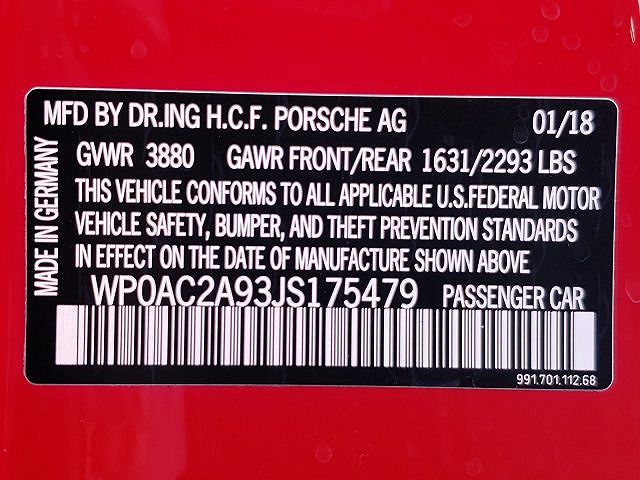 MFD BY DR.ING H.C.F. PORSCHE AG 01/18
GVWR 3880 GAWR FRONT/REAR 1631/2293 LBS
THIS VEHICLE CONFORMS TO ALL APPLICABLE U.S.FEDERAL MOTOR
VEHICLE SAFETY, BUMPER, AND THEFT PREVENTION STANDARDS
IN EFFECT ON THE DATE OF MANUFACTURE SHOWN ABOVE
WP0AC2A93JS175479 PASSENGER CAR
991.701.112.68
MADE IN GERMANY